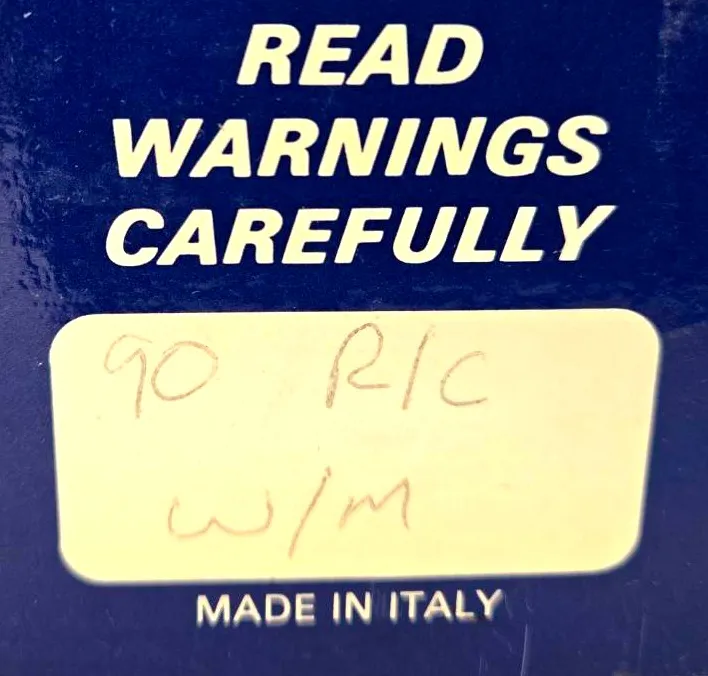 READ
WARNINGS
CAREFULLY
90 R/C
W/M
MADE IN ITALY